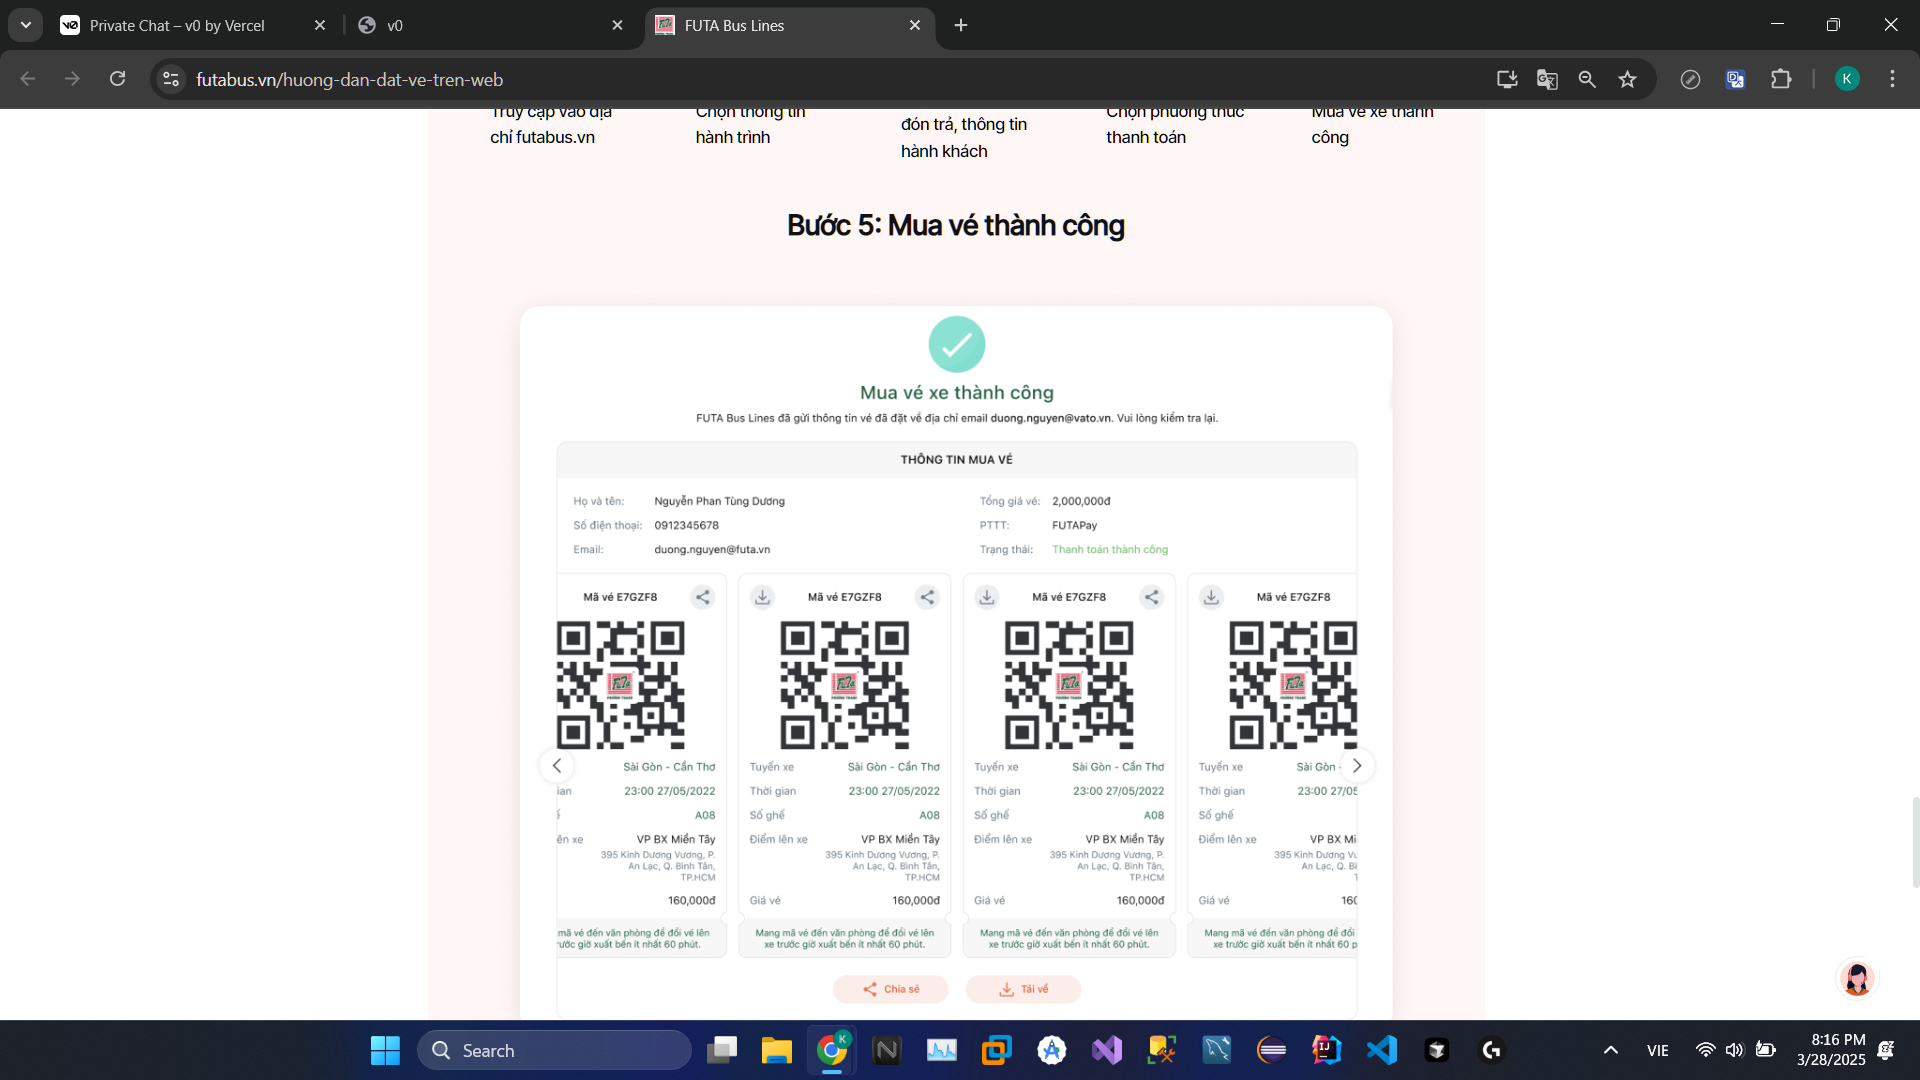 Private Chat – v0 by Vercel
v0
FUTA Bus Lines
futabus.vn/huong-dan-dat-ve-tren-web
K
Truy cập vào địa
chỉ futabus.vn
Chọn thông tin
hành trình
đón trả, thông tin
hành khách
Chọn phương thức
thanh toán
Mua vé xe thành
công
Bước 5: Mua vé thành công
Mua vé xe thành công
FUTA Bus Lines đã gửi thông tin vé đã đặt về địa chỉ email duong.nguyen@vato.vn. Vui lòng kiểm tra lại.
THÔNG TIN MUA VÉ
Họ và tên: Nguyễn Phan Tùng Dương
Số điện thoại: 0912345678
Email: duong.nguyen@futa.vn
Tổng giá vé: 2,000,000đ
PTTT: FUTAPay
Trạng thái: Thanh toán thành công
Mã vé E7GZF8
FuTa
PHƯƠNG TRANG
Sài Gòn - Cần Thơ
ian 23:00 27/05/2022
A08
ên xe VP BX Miền Tây
395 Kinh Dương Vương, P.
An Lạc, Q. Bình Tân,
TP.HCM
160,000đ
mã vé đến văn phòng để đổi vé lên
rước giờ xuất bến ít nhất 60 phút.
Mã vé E7GZF8
FuTa
PHƯƠNG TRANG
Tuyến xe Sài Gòn - Cần Thơ
Thời gian 23:00 27/05/2022
Số ghế A08
Điểm lên xe VP BX Miền Tây
395 Kinh Dương Vương, P.
An Lạc, Q. Bình Tân,
TP.HCM
Giá vé 160,000đ
Mang mã vé đến văn phòng để đổi vé lên
xe trước giờ xuất bến ít nhất 60 phút.
Mã vé E7GZF8
FuTa
PHƯƠNG TRANG
Tuyến xe Sài Gòn - Cần Thơ
Thời gian 23:00 27/05/2022
Số ghế A08
Điểm lên xe VP BX Miền Tây
395 Kinh Dương Vương, P.
An Lạc, Q. Bình Tân,
TP.HCM
Giá vé 160,000đ
Mang mã vé đến văn phòng để đổi vé lên
xe trước giờ xuất bến ít nhất 60 phút.
Mã vé E7GZF8
FuTa
PHƯƠNG TRANG
Tuyến xe Sài Gòn -
Thời gian 23:00 27/05
Số ghế
Điểm lên xe VP BX Mi
395 Kinh Dương Vư
An Lạc, Q. Bình
T
Giá vé 160
Mang mã vé đến văn phòng để đổi
xe trước giờ xuất bến ít nhất 60 p
Chia sẻ
Tải về
Search
K
VIE
8:16 PM
3/28/2025